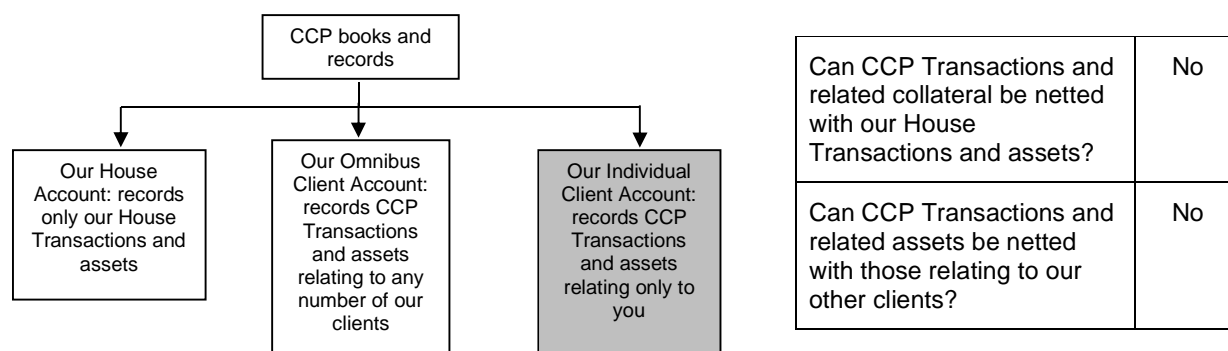 CCP books and
records
Our House
Account: records
only our House
Transactions and
assets
Our Omnibus
Client Account:
records CCP
Transactions
and assets
relating to any
number of our
clients
Our Individual
Client Account:
records CCP
Transactions
and assets
relating only to
you
Can CCP Transactions and
related collateral be netted
with our House
Transactions and assets?
No
Can CCP Transactions and
related assets be netted
with those relating to our
other clients?
No